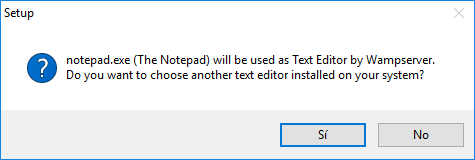 Setup
notepad.exe (The Notepad) will be used as Text Editor by Wampserver.
Do you want to choose another text editor installed on your system?
Sí
No